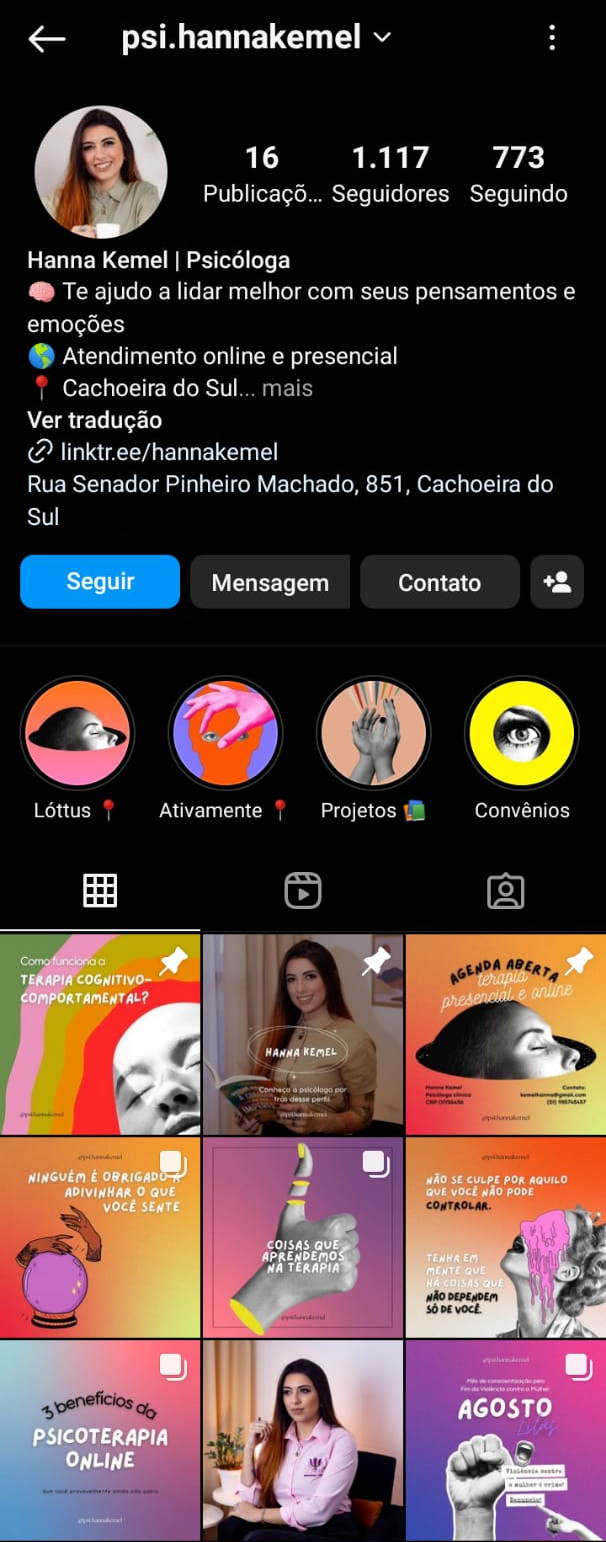 psi.hannakemel
16 1.117 773
Publicaçõ... Seguidores Seguindo
Hanna Kemel | Psicóloga
🧠 Te ajudo a lidar melhor com seus pensamentos e
emoções
🌎 Atendimento online e presencial
📍 Cachoeira do Sul... mais
Ver tradução
linktr.ee/hannakemel
Rua Senador Pinheiro Machado, 851, Cachoeira do
Sul
Seguir Mensagem Contato
Lóttus 📍 Ativamente 📍 Projetos 📚 Convênios
Como funciona a
TERAPIA COGNITIVO-
COMPORTAMENTAL?
@psi.hannakemel
HANNA KEMEL
Conheça a psicóloga por
trás desse perfil.
@psi.hannakemel
AGENDA ABERTA
terapia
presencial e online
Hanna Kemel
Psicóloga clínica
Contato:
kemelhanna@gmail.com
@psi.hannakemel
@psi.hannakemel
NINGUÉM É OBRIGADO A
ADIVINHAR O QUE
VOCÊ SENTE
COISAS QUE
APRENDEMOS
NA TERAPIA
@psi.hannakemel
@psi.hannakemel
NÃO SE CULPE POR AQUILO
QUE VOCÊ NÃO PODE
CONTROLAR.
TENHA EM
MENTE QUE
HÁ COISAS QUE
NÃO DEPENDEM
SÓ DE VOCÊ.
3 benefícios da
PSICOTERAPIA
ONLINE
que você provavelmente ainda não sabia
@psi.hannakemel
@psi.hannakemel
Mês de conscientização pelo
Fim da Violência contra a Mulher
AGOSTO
Lilás
Violência contra
a mulher é crime!
Denuncie!
@psi.hannakemel